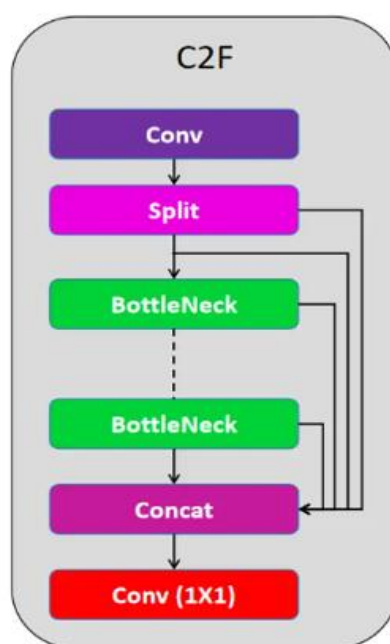 C2F
Conv
Split
BottleNeck
BottleNeck
Concat
Conv (1X1)